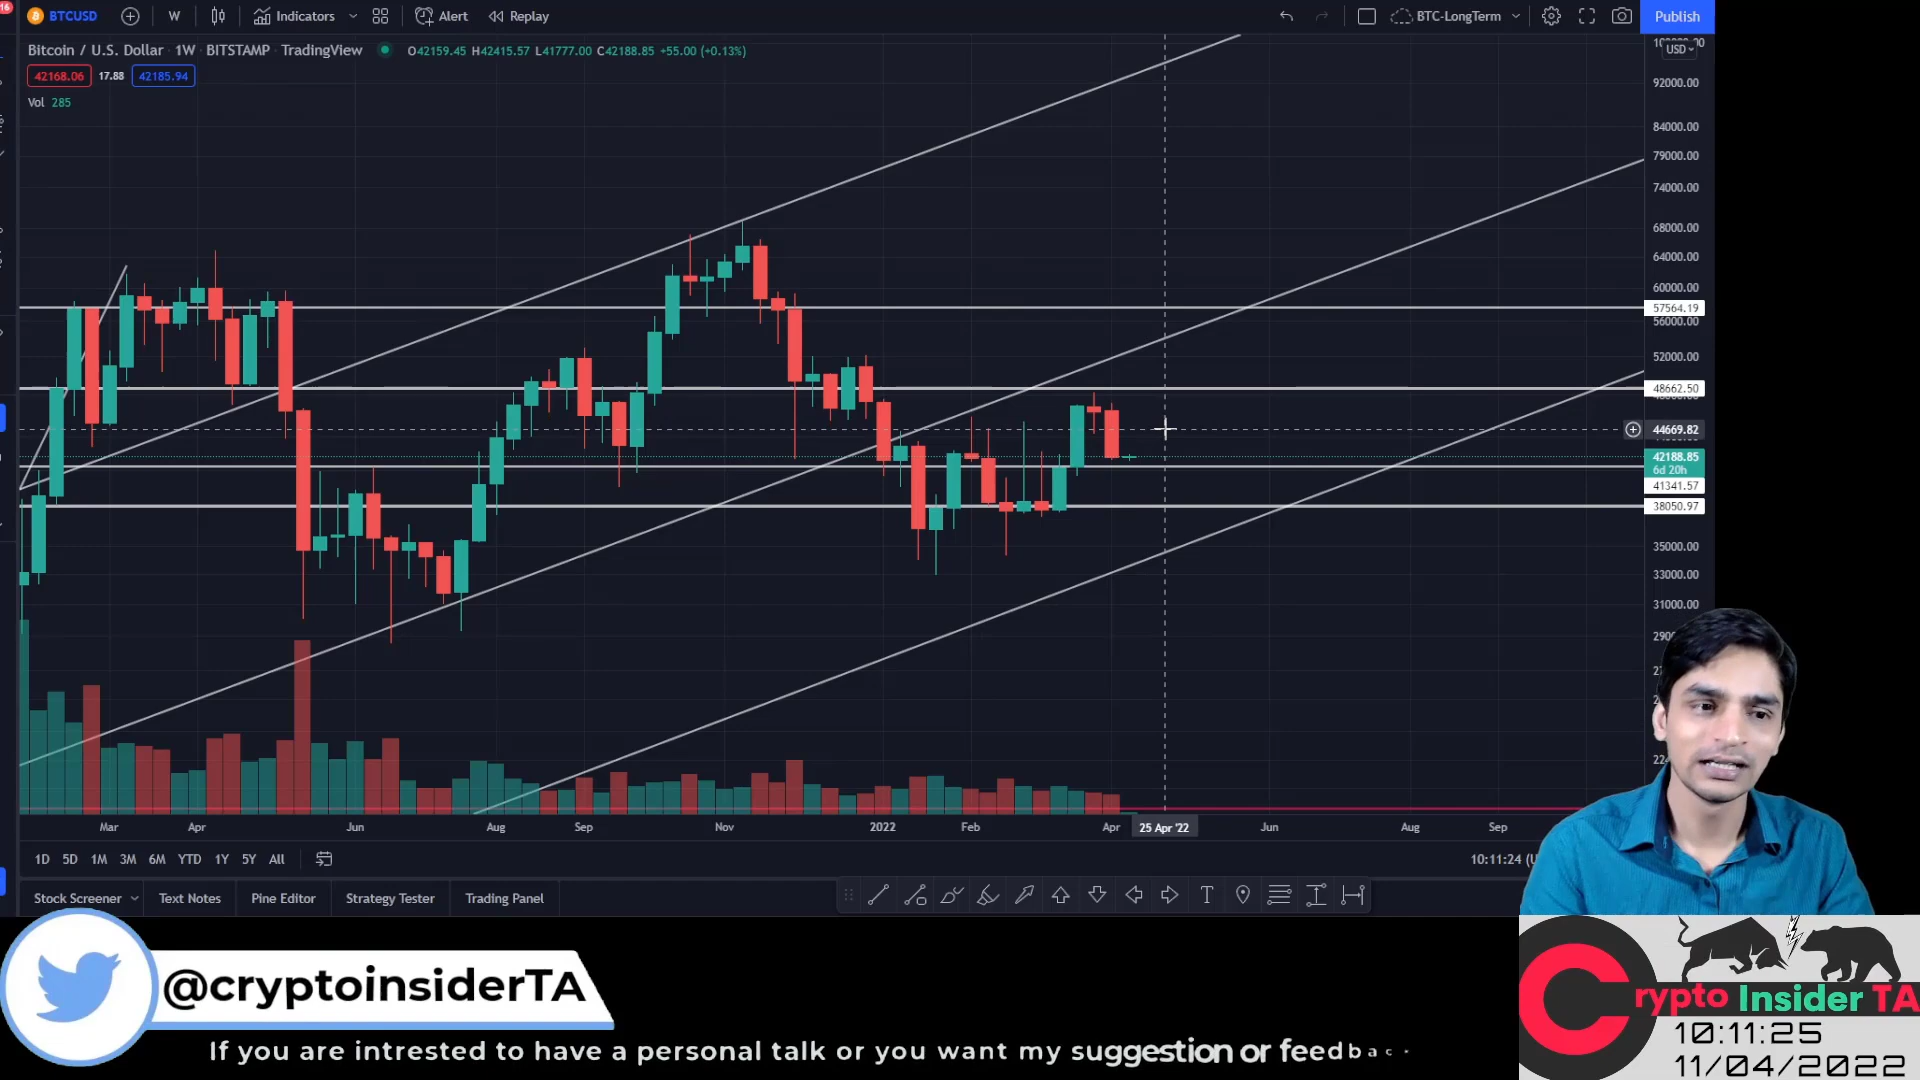 16
BTCUSD W Indicators Alert Replay BTC-LongTerm Publish
Bitcoin / U.S. Dollar · 1W · BITSTAMP · TradingView O42159.45 H42415.57 L41777.00 C42188.85 +55.00 (+0.13%)
USD
42168.06 17.88 42185.94
Vol 285
92000.00
84000.00
79000.00
74000.00
68000.00
64000.00
60000.00
57564.19
56000.00
52000.00
48662.50
44669.82
42188.85
6d 20h
41341.57
38050.97
35000.00
33000.00
31000.00
Mar Apr Jun Aug Sep Nov 2022 Feb Apr 25 Apr '22 Jun Aug Sep
1D 5D 1M 3M 6M YTD 1Y 5Y All 10:11:24
Stock Screener Text Notes Pine Editor Strategy Tester Trading Panel
@cryptoinsiderTA
If you are intrested to have a personal talk or you want my suggestion or feedbac
Crypto Insider TA
10:11:25
11/04/2022